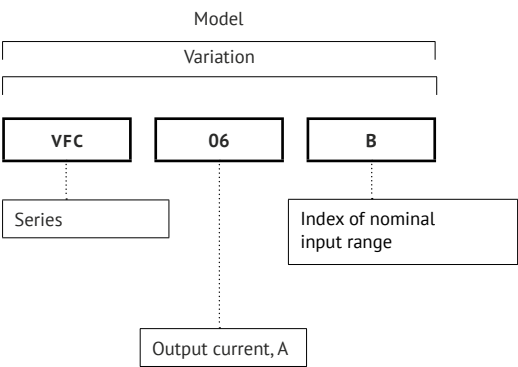 Model
Variation
VFC
06
B
Series
Index of nominal
input range
Output current, A